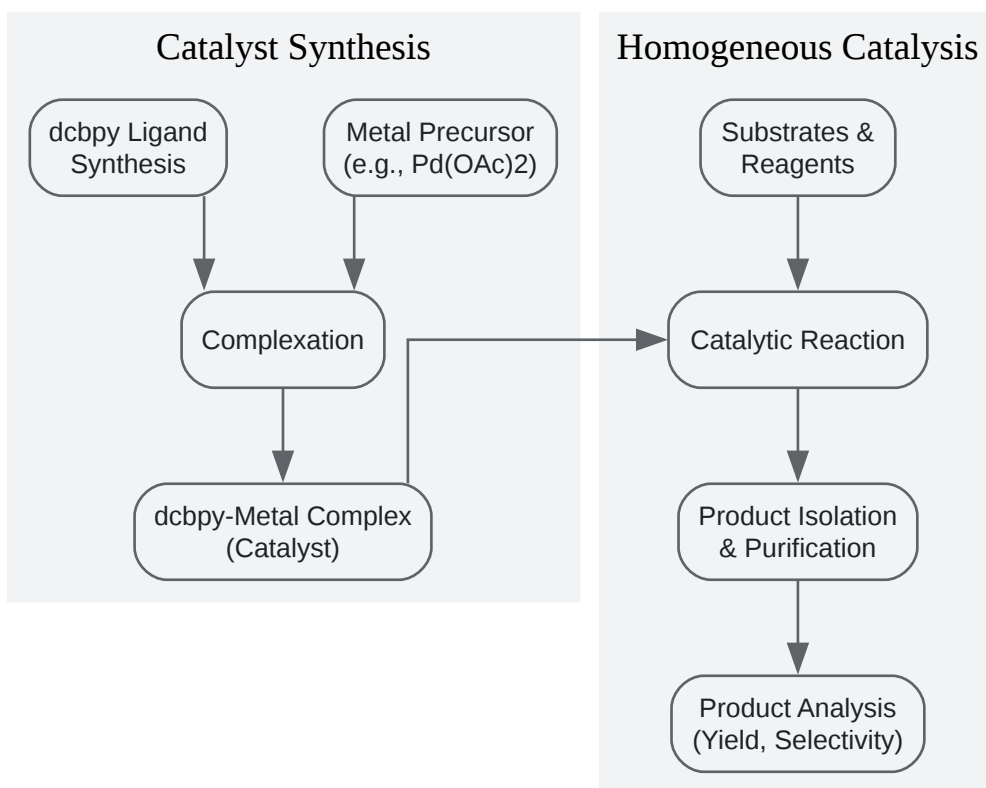 Catalyst Synthesis
dcbpy Ligand
Synthesis
Metal Precursor
(e.g., Pd(OAc)2)
Complexation
dcbpy-Metal Complex
(Catalyst)
Homogeneous Catalysis
Substrates &
Reagents
Catalytic Reaction
Product Isolation
& Purification
Product Analysis
(Yield, Selectivity)